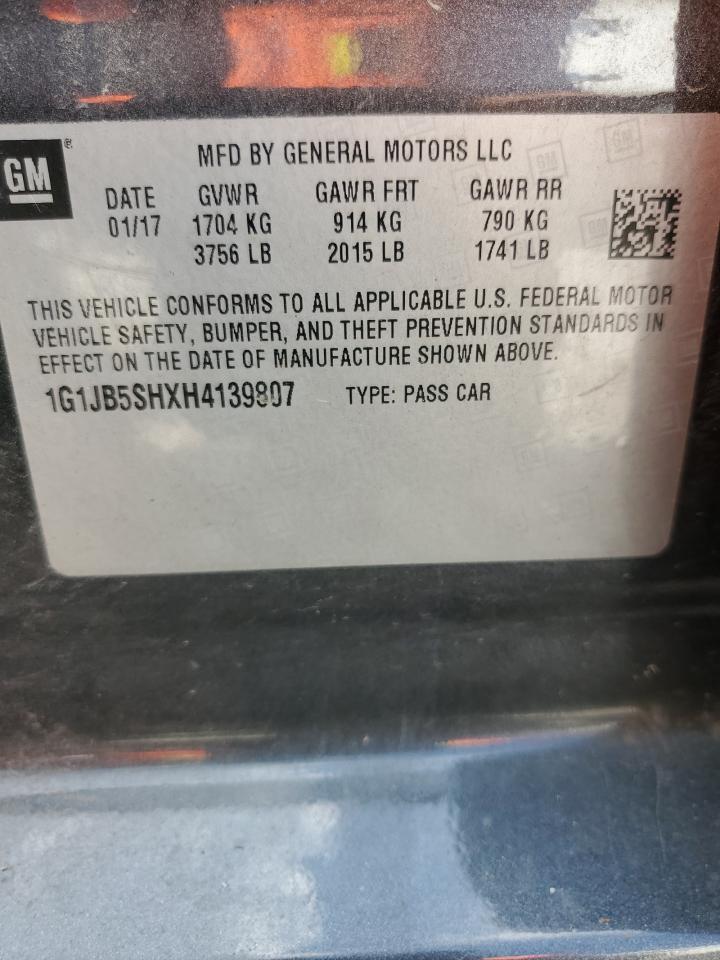 GM®
MFD BY GENERAL MOTORS LLC
DATE GVWR GAWR FRT GAWR RR
01/17 1704 KG 914 KG 790 KG
3756 LB 2015 LB 1741 LB
THIS VEHICLE CONFORMS TO ALL APPLICABLE U.S. FEDERAL MOTOR
VEHICLE SAFETY, BUMPER, AND THEFT PREVENTION STANDARDS IN
EFFECT ON THE DATE OF MANUFACTURE SHOWN ABOVE.
1G1JB5SHXH4139807 TYPE: PASS CAR